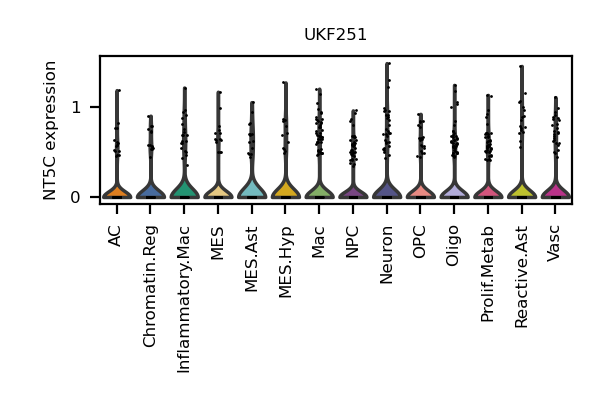 UKF251
NT5C expression
1
0
AC
Chromatin.Reg
Inflammatory.Mac
MES
MES.Ast
MES.Hyp
Mac
NPC
Neuron
OPC
Oligo
Prolif.Metab
Reactive.Ast
Vasc